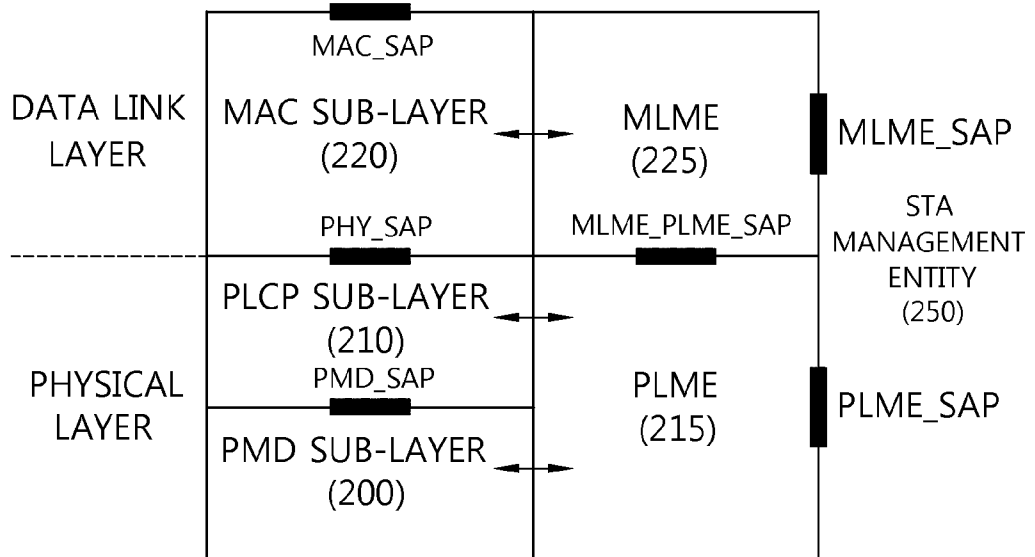 MAC_SAP
DATA LINK
LAYER
MAC SUB-LAYER
(220)
MLME
(225)
MLME_SAP
PHY_SAP
MLME_PLME_SAP
STA
MANAGEMENT
ENTITY
(250)
PLCP SUB-LAYER
(210)
PHYSICAL
LAYER
PMD_SAP
PLME
(215)
PLME_SAP
PMD SUB-LAYER
(200)